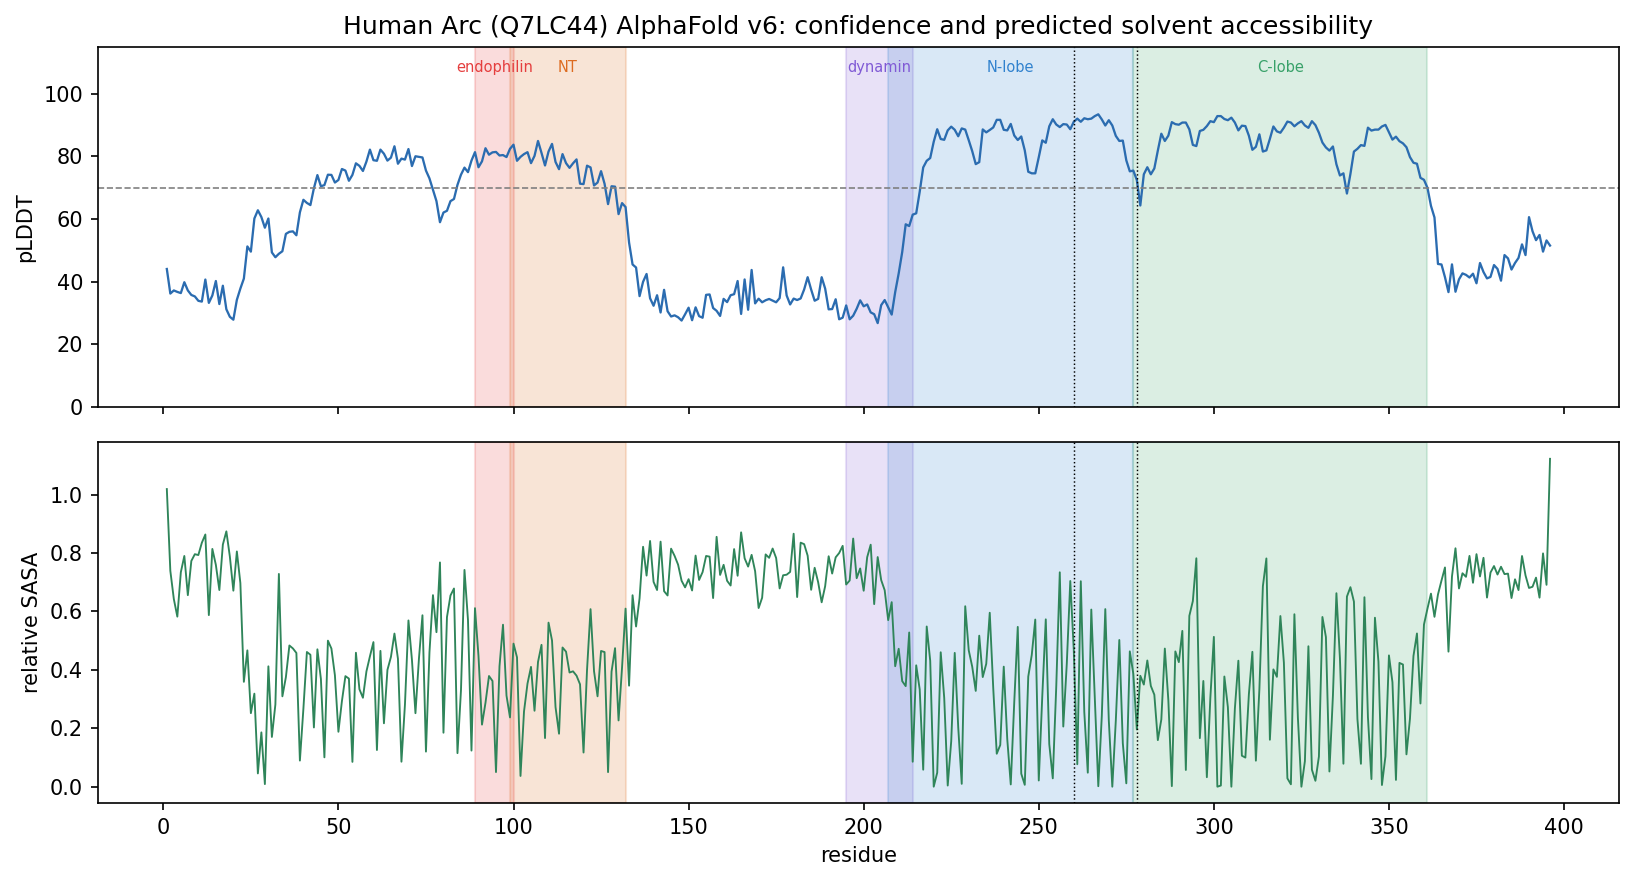 Human Arc (Q7LC44) AlphaFold v6: confidence and predicted solvent accessibility
endophilin NT dynamin N-lobe C-lobe
pLDDT
100
80
60
40
20
0
relative SASA
1.0
0.8
0.6
0.4
0.2
0.0
0 50 100 150 200 250 300 350 400
residue